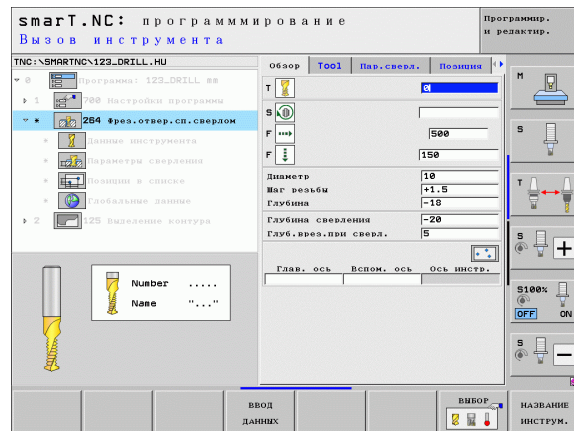 smarT.NC: программмирование
Программир.
и редактир.
Вызов инструмента
TNC:\SMARTNC\123_DRILL.HU
0 Программа: 123_DRILL мм
1 700 Настройки программы
* 264 Фрез.отвер.сп.сверлом
* Данные инструмента
* Параметры сверления
* Позиции в списке
* Глобальные данные
2 125 Выделение контура
Обзор Tool Пар.сверл. Позиция
T 0
S
F 500
F 150
Диаметр 10
Шаг резьбы +1.5
Глубина -18
Глубина сверления -20
Глуб.врез.при сверл. 5
Глав. ось Вспом. ось Ось инстр.
Number .....
Name "..."
M
S
T
S
S100%
OFF ON
S
ВВОД
ДАННЫХ
ВЫБОР
НАЗВАНИЕ
ИНСТРУМ.